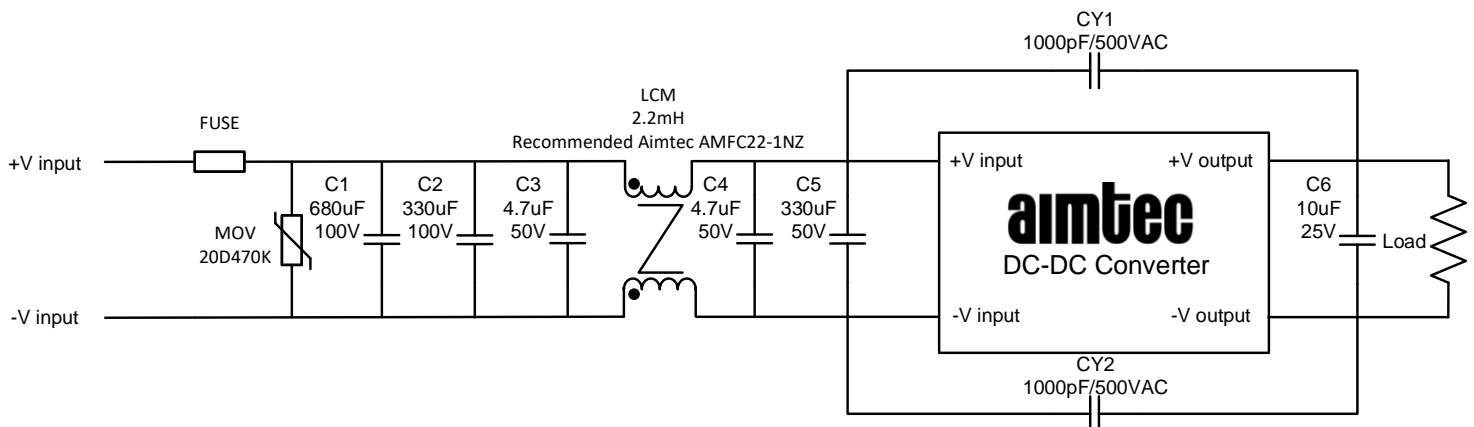 CY1
1000pF/500VAC
LCM
2.2mH
Recommended Aimtec AMFC22-1NZ
FUSE
+V input
C1
680uF
100V
C2
330uF
100V
C3
4.7uF
50V
C4
4.7uF
50V
C5
330uF
50V
MOV
20D470K
-V input
+V input
+V output
aimtec
DC-DC Converter
-V input
-V output
C6
10uF
25V
Load
CY2
1000pF/500VAC